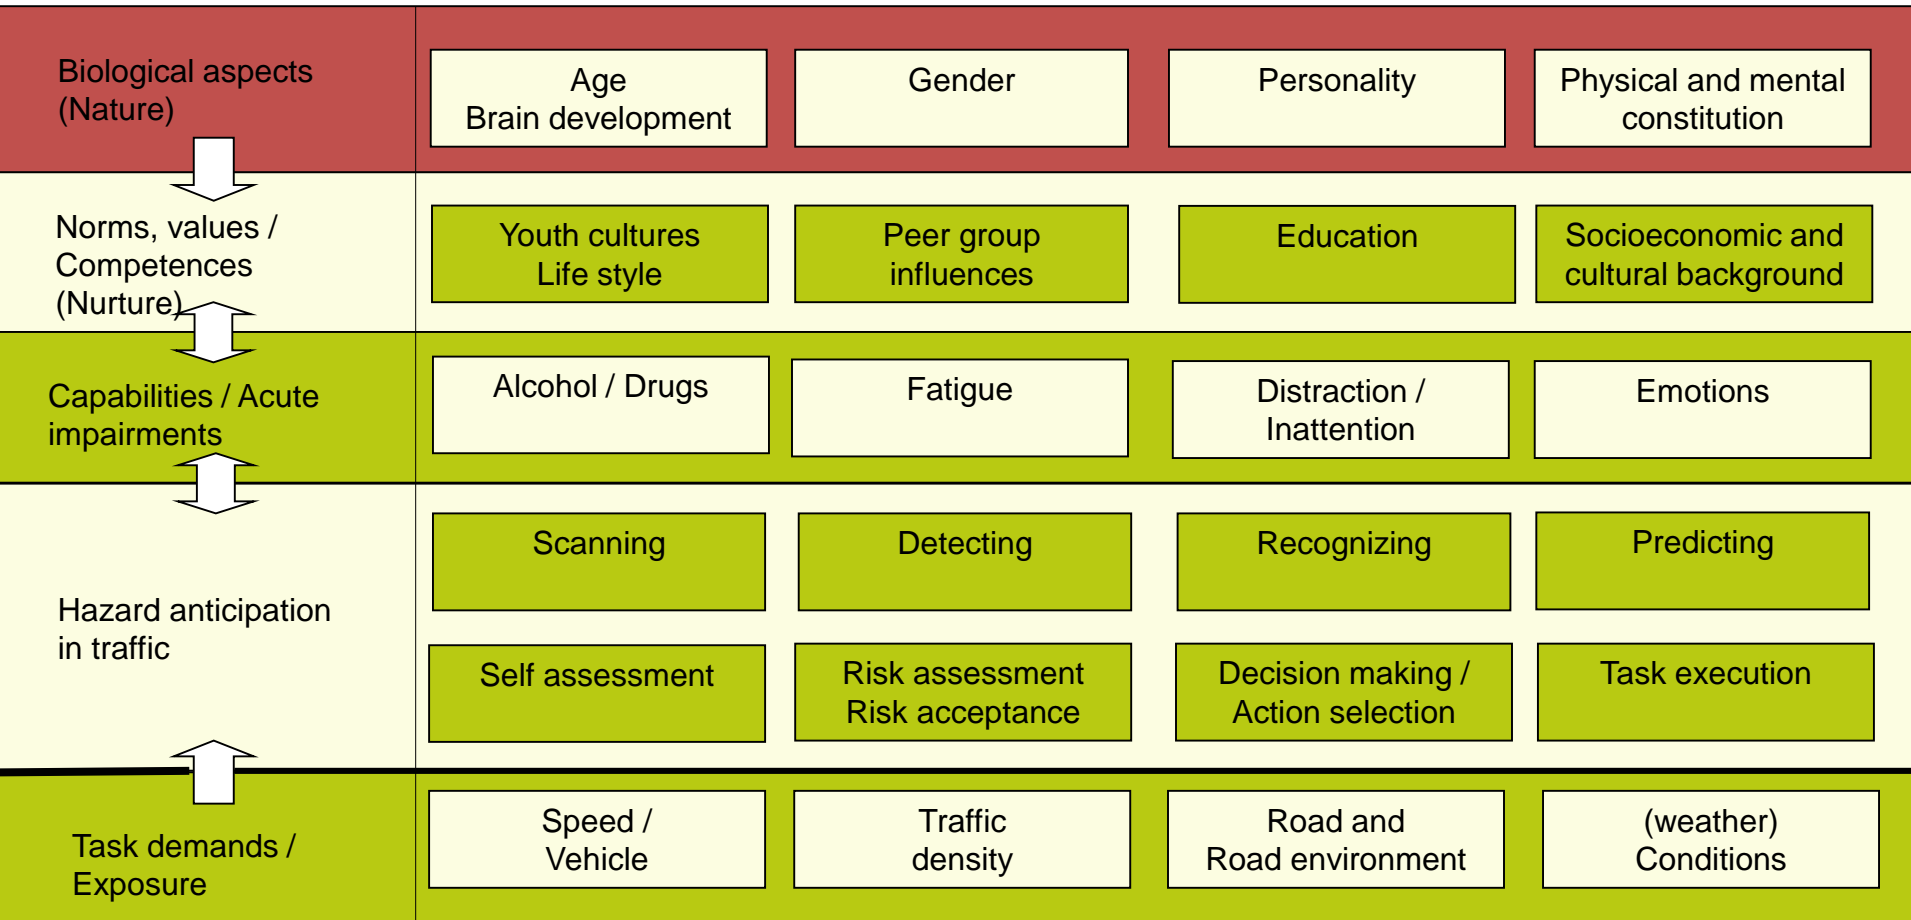 Biological aspects
(Nature)
Age
Brain development
Gender
Personality
Physical and mental
constitution
Norms, values /
Competences
(Nurture)
Youth cultures
Life style
Peer group
influences
Education
Socioeconomic and
cultural background
Capabilities / Acute
impairments
Alcohol / Drugs
Fatigue
Distraction /
Inattention
Emotions
Hazard anticipation
in traffic
Scanning
Detecting
Recognizing
Predicting
Self assessment
Risk assessment
Risk acceptance
Decision making /
Action selection
Task execution
Task demands /
Exposure
Speed /
Vehicle
Traffic
density
Road and
Road environment
(weather)
Conditions